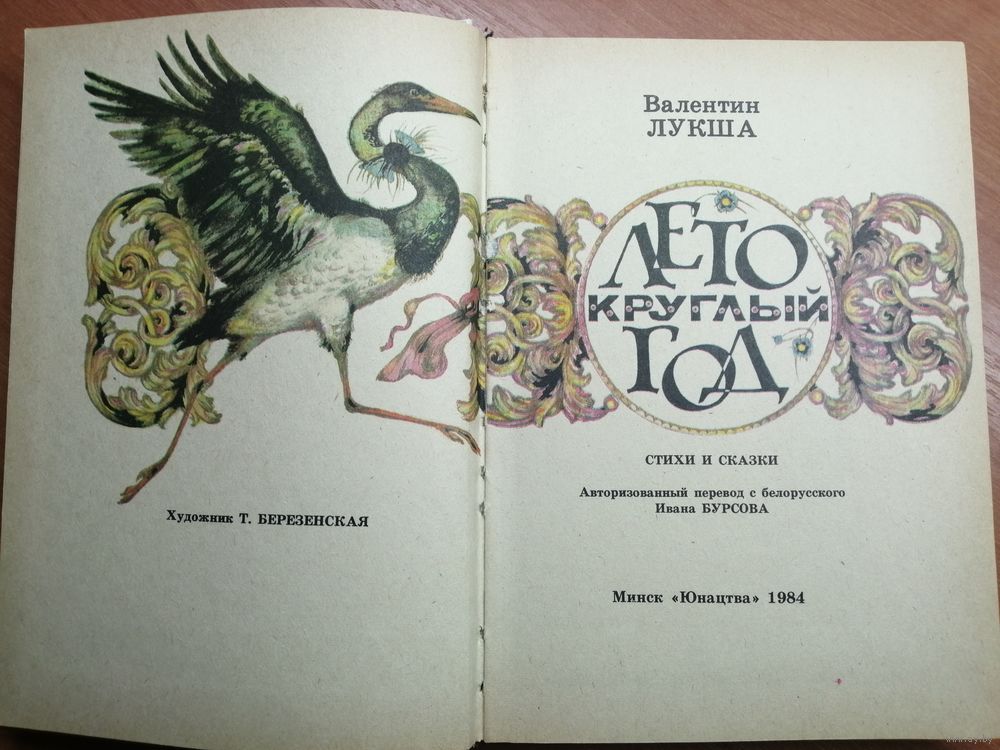 Художник Т. БЕРЕЗЕНСКАЯ
Валентин
ЛУКША
ЛЕТО
КРУГЛЫЙ
ГОД
СТИХИ И СКАЗКИ
Авторизованный перевод с белорусского
Ивана БУРСОВА
Минск «Юнацтва» 1984